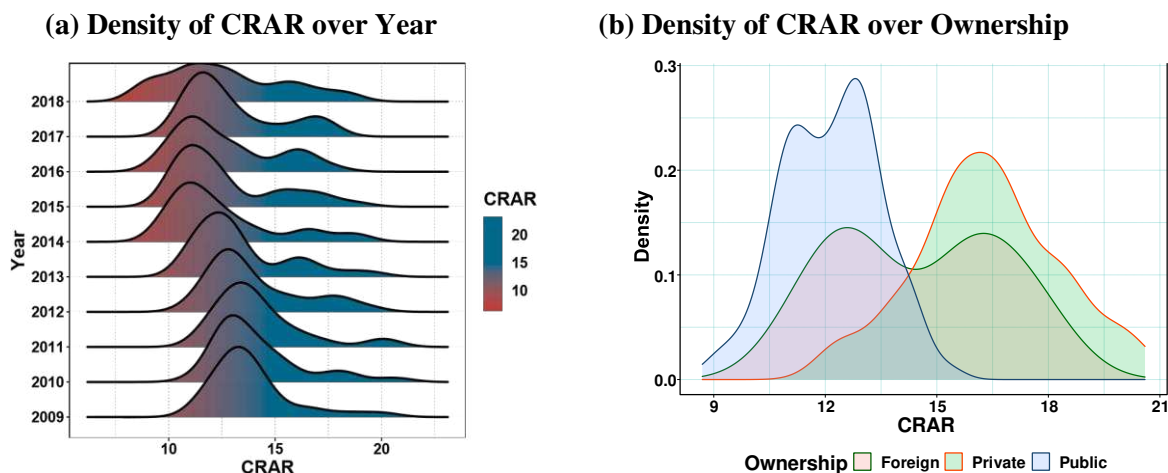 (a) Density of CRAR over Year
2018
2017
2016
2015
2014
2013
2012
2011
2010
2009
Year
10 15 20
CRAR
CRAR
20
15
10
(b) Density of CRAR over Ownership
0.3
0.2
0.1
0.0
Density
9 12 15 18 21
CRAR
Ownership Foreign Private Public